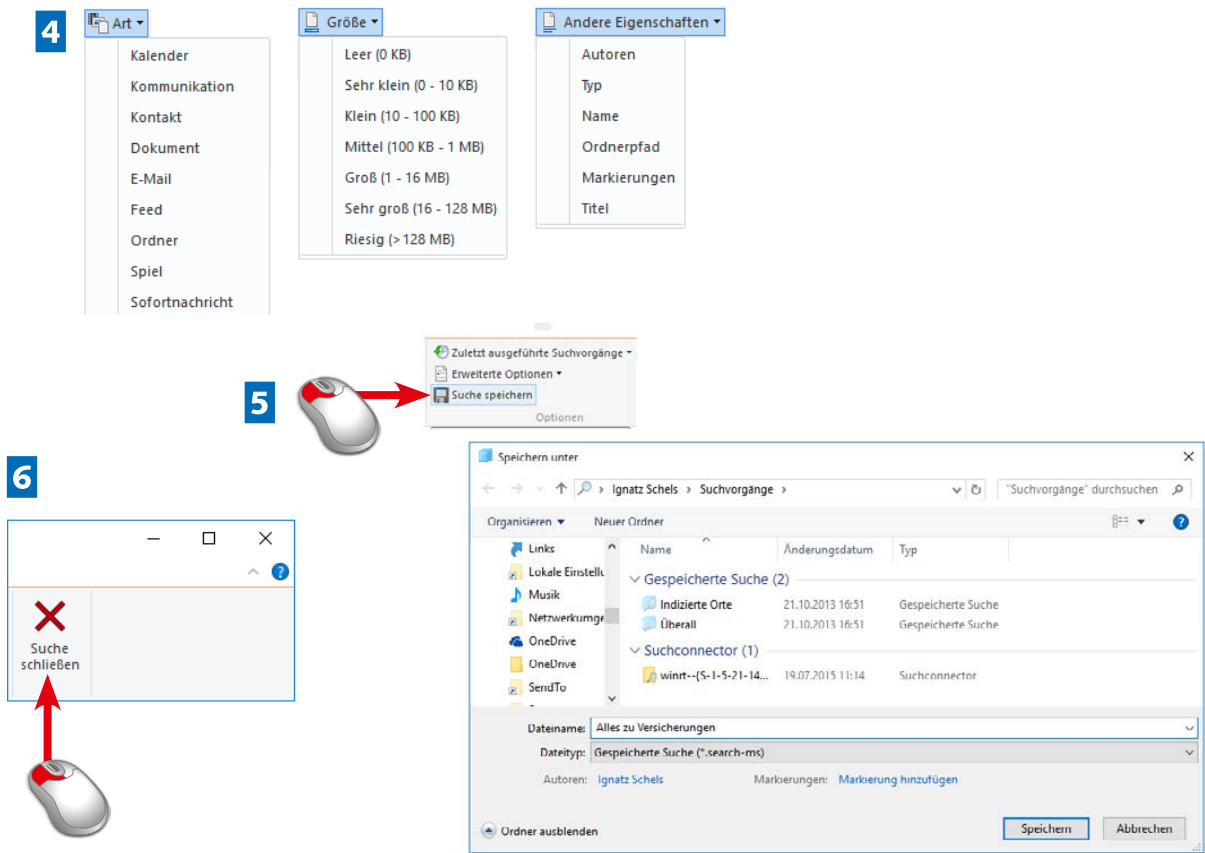 4
Art
Kalender
Kommunikation
Kontakt
Dokument
E-Mail
Feed
Ordner
Spiel
Sofortnachricht
Größe
Leer (0 KB)
Sehr klein (0 - 10 KB)
Klein (10 - 100 KB)
Mittel (100 KB - 1 MB)
Groß (1 - 16 MB)
Sehr groß (16 - 128 MB)
Riesig (>128 MB)
Andere Eigenschaften
Autoren
Typ
Name
Ordnerpfad
Markierungen
Titel
5
Zuletzt ausgeführte Suchvorgänge
Erweiterte Optionen
Suche speichern
Optionen
6
Suche
schließen
Speichern unter
Ignatz Schels › Suchvorgänge ›
"Suchvorgänge" durchsuchen
Organisieren Neuer Ordner
Links
Lokale Einstellu
Musik
Netzwerkumge
OneDrive
OneDrive
SendTo
Name Änderungsdatum Typ
Gespeicherte Suche (2)
Indizierte Orte 21.10.2013 16:51 Gespeicherte Suche
Überall 21.10.2013 16:51 Gespeicherte Suche
Suchconnector (1)
winrt--{S-1-5-21-14... 19.07.2015 11:14 Suchconnector
Dateiname: Alles zu Versicherungen
Dateityp: Gespeicherte Suche (*.search-ms)
Autoren: Ignatz Schels Markierungen: Markierung hinzufügen
Ordner ausblenden
Speichern Abbrechen